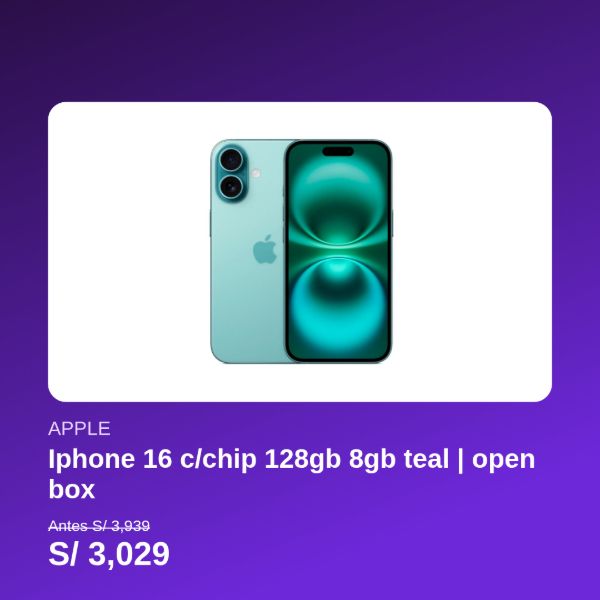 APPLE
Iphone 16 c/chip 128gb 8gb teal | open
box
Antes S/ 3,939
S/ 3,029